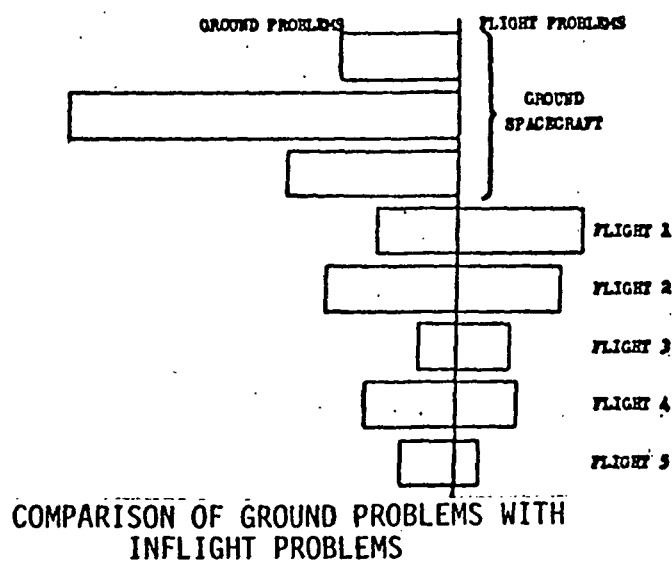 GROUND PROBLEMS
FLIGHT PROBLEMS
GROUND
SPACECRAFT
FLIGHT 1
FLIGHT 2
FLIGHT 3
FLIGHT 4
FLIGHT 5
COMPARISON OF GROUND PROBLEMS WITH
INFLIGHT PROBLEMS